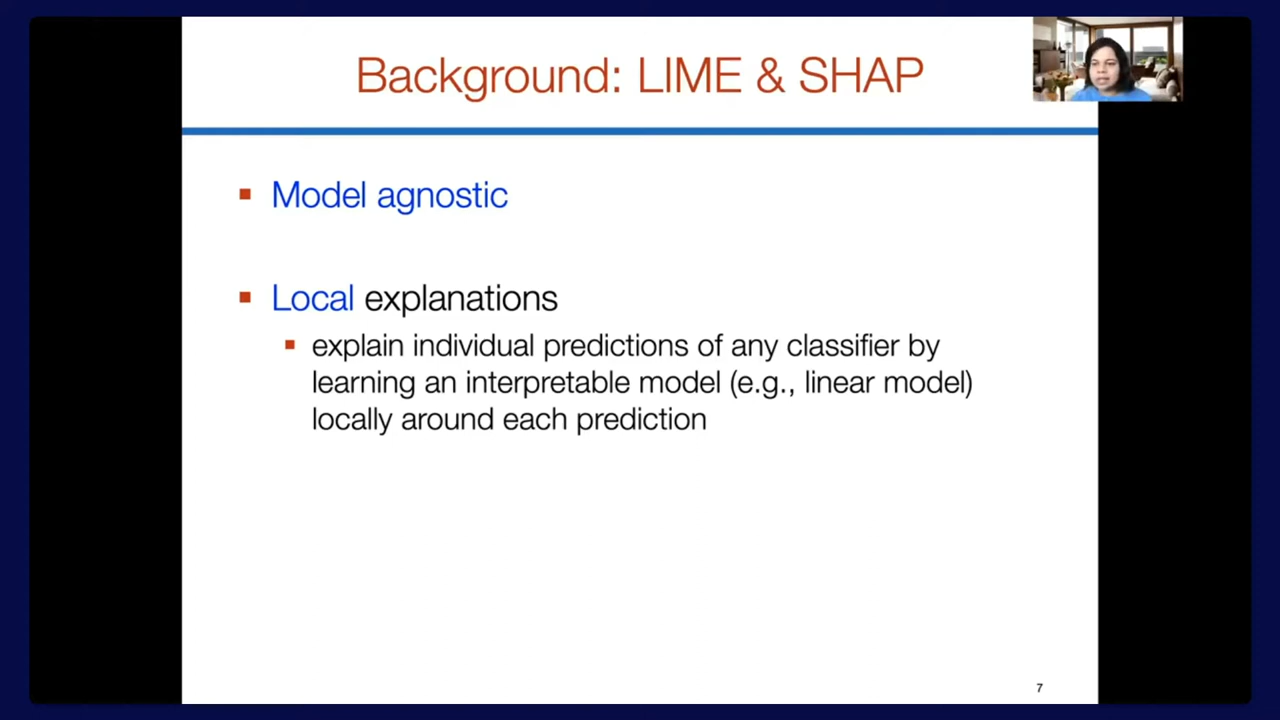 Background: LIME & SHAP
Model agnostic
Local explanations
explain individual predictions of any classifier by
learning an interpretable model (e.g., linear model)
locally around each prediction
7